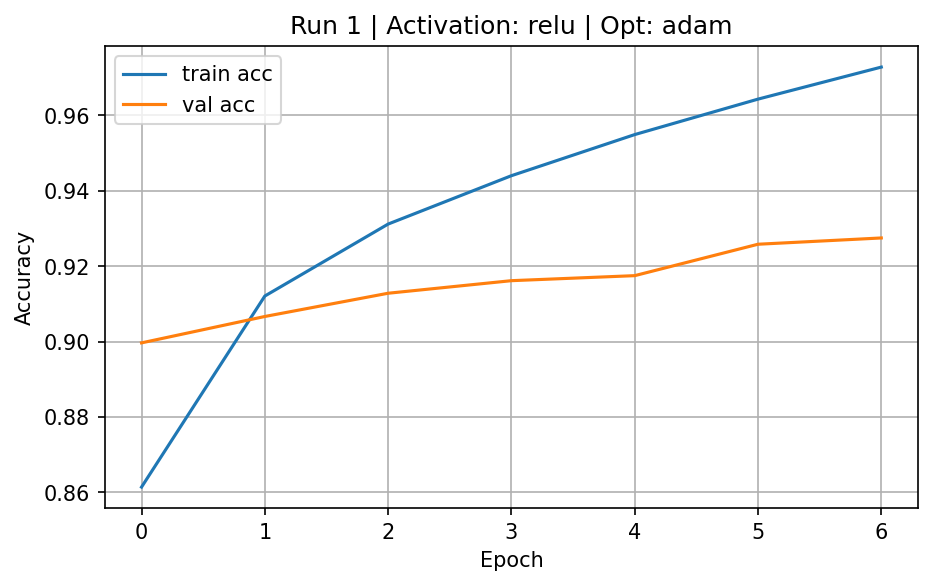 Run 1 | Activation: relu | Opt: adam
train acc
val acc
0.96
0.94
0.92
0.90
0.88
0.86
Accuracy
0 1 2 3 4 5 6
Epoch